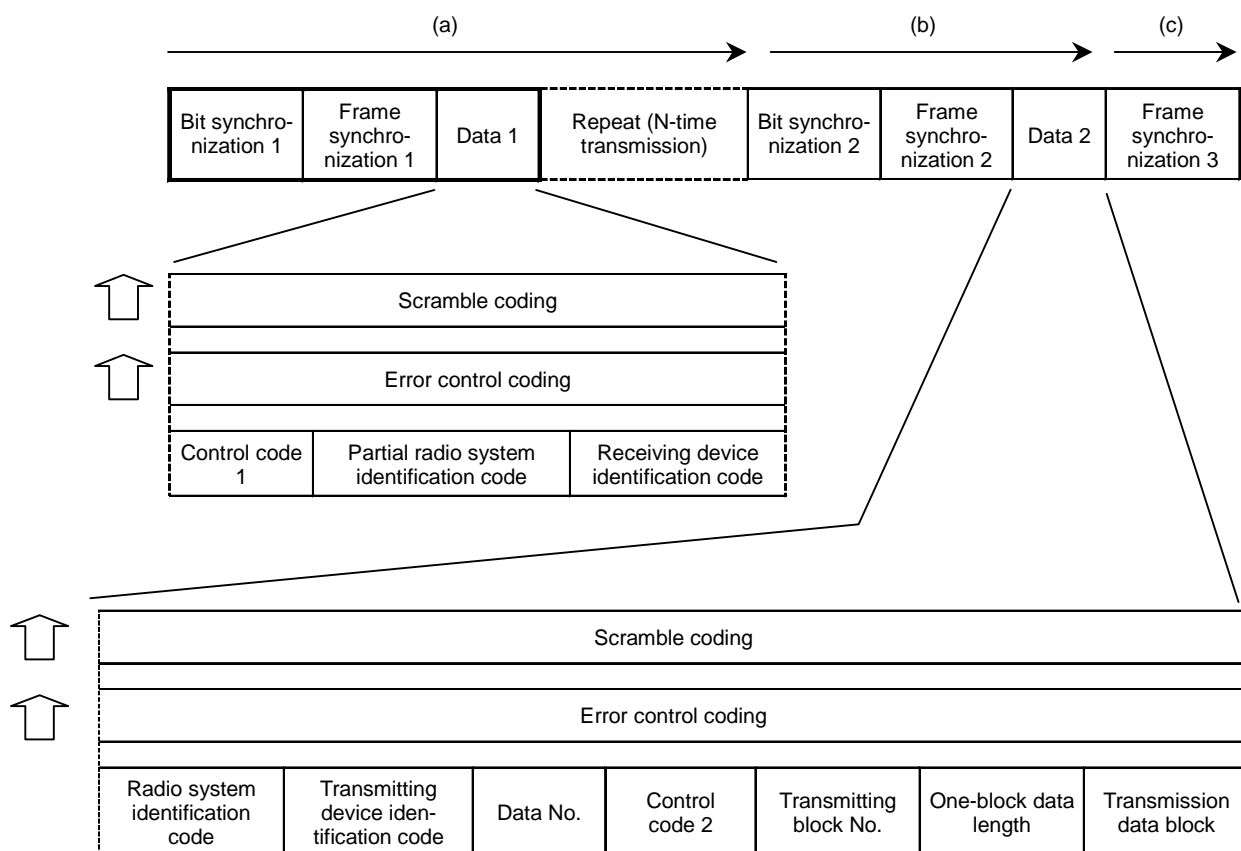 (a) (b) (c)
Bit synchro-
nization 1
Frame
synchro-
nization 1
Data 1
Repeat (N-time
transmission)
Bit synchro-
nization 2
Frame
synchro-
nization 2
Data 2
Frame
synchro-
nization 3
Scramble coding
Error control coding
Control code
1
Partial radio system
identification code
Receiving device
identification code
Scramble coding
Error control coding
Radio system
identification
code
Transmitting
device iden-
tification code
Data No.
Control
code 2
Transmitting
block No.
One-block data
length
Transmission
data block